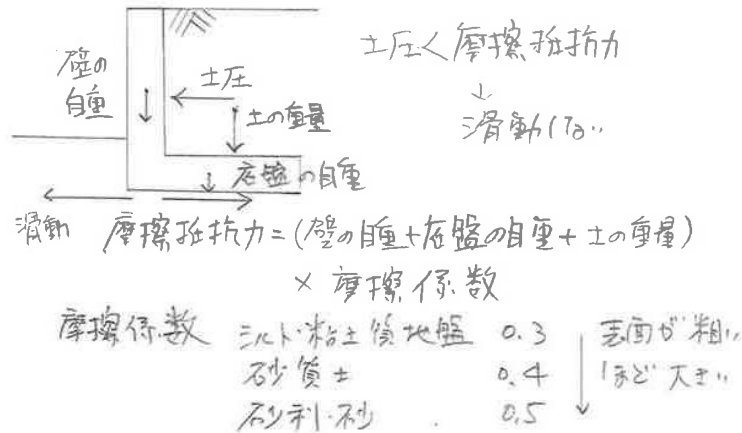 壁の
自重
土圧
土の重量
底盤の自重
土圧<摩擦抵抗力
↓
滑動しない
滑動
摩擦抵抗力=(壁の自重+底盤の自重+土の重量)
×摩擦係数
摩擦係数 シルト・粘土質地盤 0.3
砂質土 0.4
砂利・砂 0.5
表面が粗い
ほど大きい